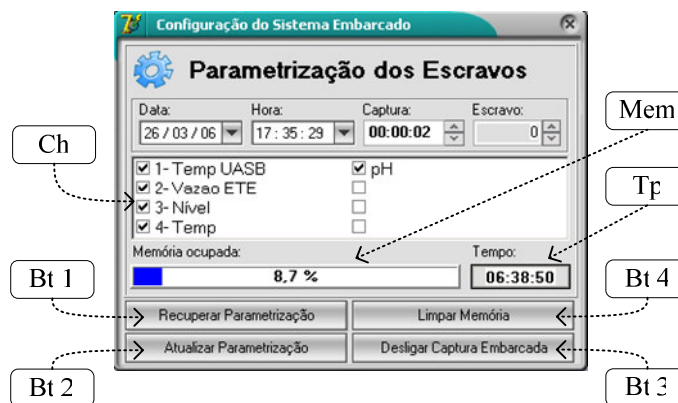 Configuração do Sistema Embarcado
Parametrização dos Escravos
Data: Hora: Captura: Escravo:
26 / 03 / 06 17 : 35 : 29 00:00:02 0
Mem
Ch
1- Temp UASB pH
2- Vazao ETE
3- Nível
4- Temp
Tp
Memória ocupada: Tempo:
8,7 % 06:38:50
Bt 1
Bt 4
Recuperar Parametrização Limpar Memória
Atualizar Parametrização Desligar Captura Embarcada
Bt 2
Bt 3